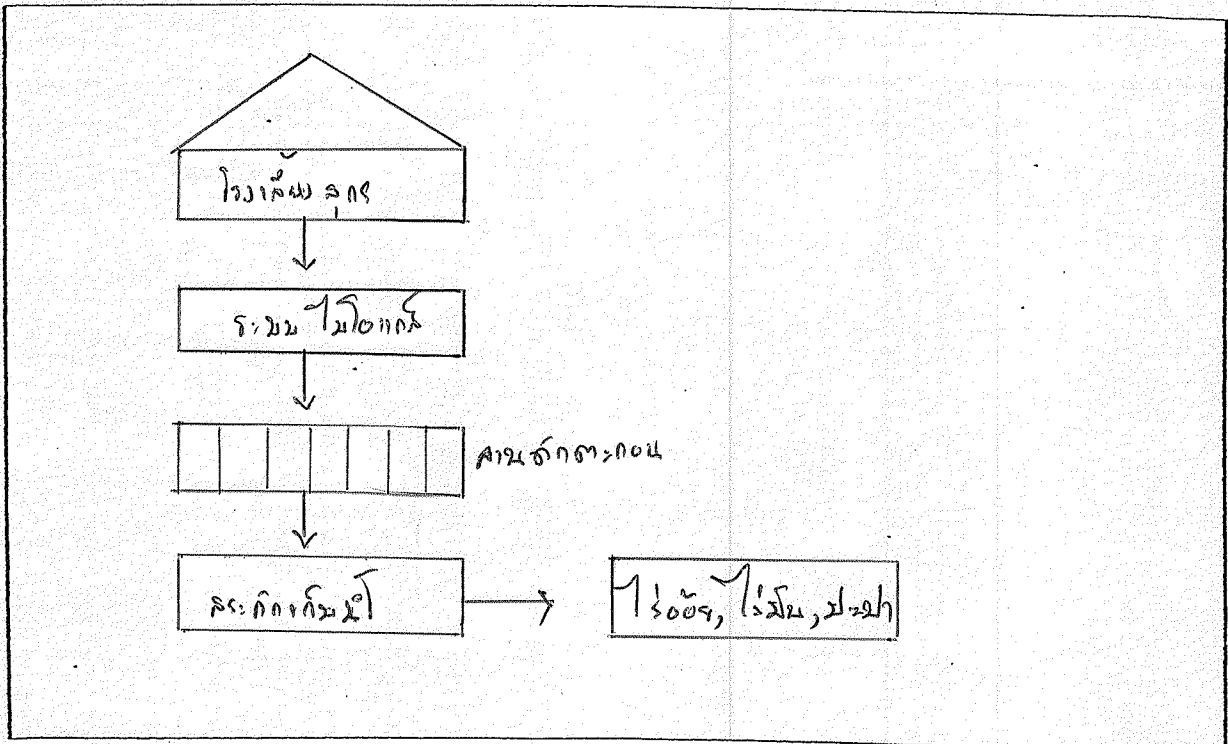 โรงเลี้ยงสุกร
ระบบไบโอแก๊ส
ลานตากตะกอน
สระกักเก็บน้ำ
ไร่อ้อย, ไร่มัน,